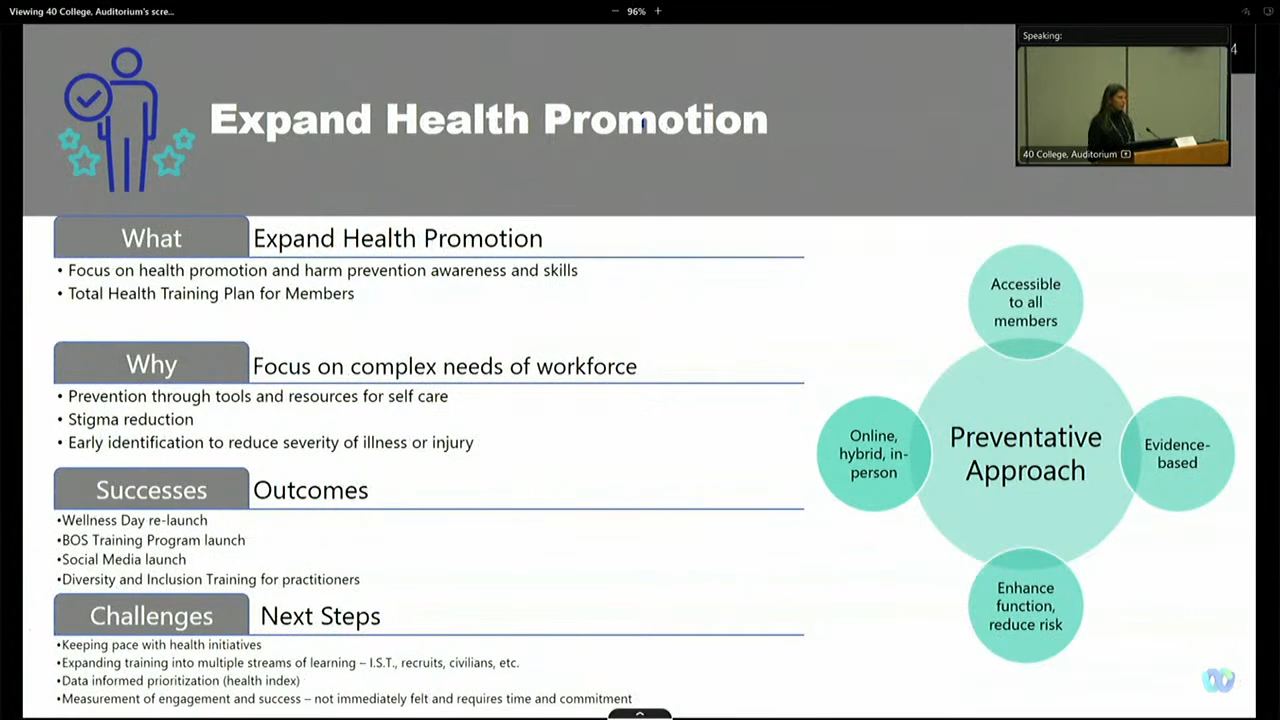 Viewing 40 College, Auditorium's scre...
96%
Speaking:
4
40 College, Auditorium
Expand Health Promotion
What
Expand Health Promotion
• Focus on health promotion and harm prevention awareness and skills
• Total Health Training Plan for Members
Why
Focus on complex needs of workforce
• Prevention through tools and resources for self care
• Stigma reduction
• Early identification to reduce severity of illness or injury
Successes
Outcomes
•Wellness Day re-launch
•BOS Training Program launch
•Social Media launch
•Diversity and Inclusion Training for practitioners
Challenges
Next Steps
•Keeping pace with health initiatives
•Expanding training into multiple streams of learning – I.S.T., recruits, civilians, etc.
•Data informed prioritization (health index)
•Measurement of engagement and success – not immediately felt and requires time and commitment
Accessible
to all
members
Online,
hybrid, in-
person
Preventative
Approach
Evidence-
based
Enhance
function,
reduce risk